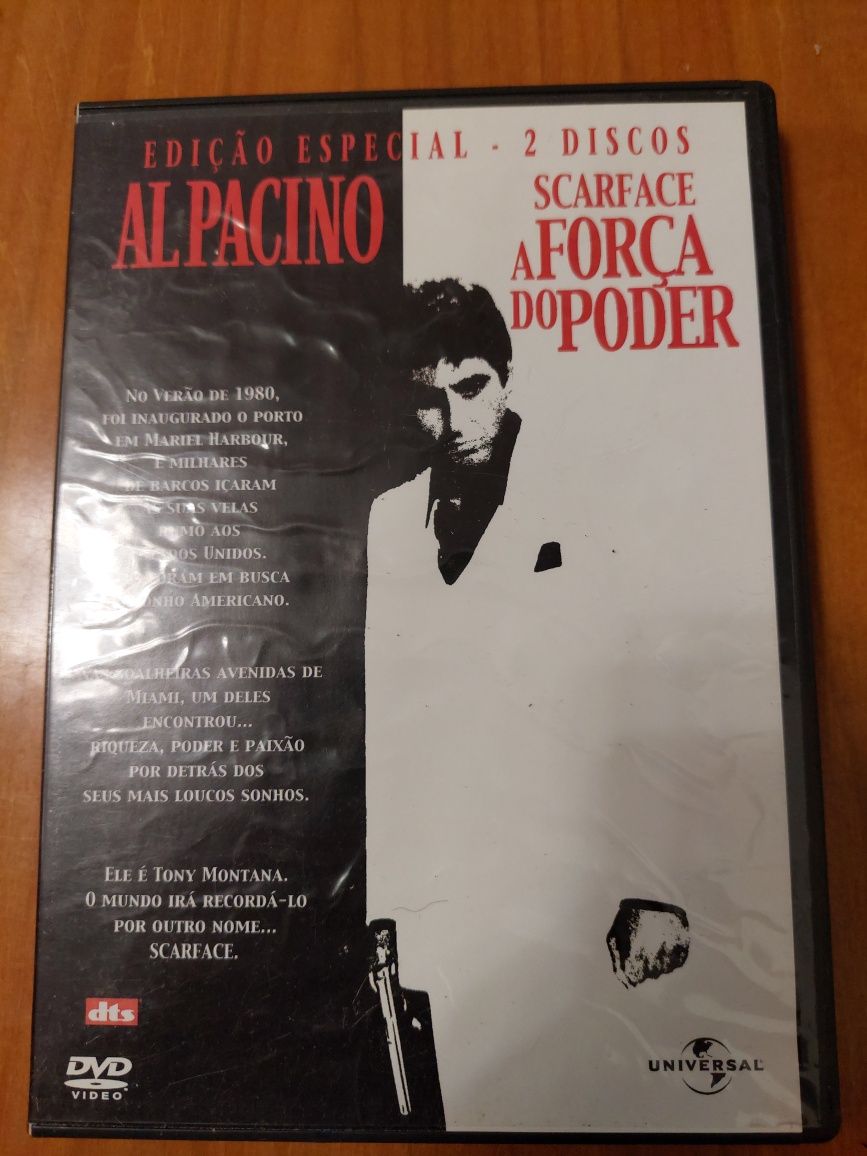 EDIÇÃO ESPECIAL - 2 DISCOS
AL PACINO
SCARFACE
A FORÇA
DO PODER
NO VERÃO DE 1980,
FOI INAUGURADO O PORTO
EM MARIEL HARBOUR,
E MILHARES
DE BARCOS IÇARAM
AS SUAS VELAS
RUMO AOS
UNIDOS.
EM BUSCA
SONHO AMERICANO.
AVENIDAS DE
MIAMI, UM DELES
ENCONTROU...
RIQUEZA, PODER E PAIXÃO
POR DETRÁS DOS
SEUS MAIS LOUCOS SONHOS.
ELE É TONY MONTANA.
O MUNDO IRÁ RECORDÁ-LO
POR OUTRO NOME...
SCARFACE.
dts
DVD
VIDEO
UNIVERSAL